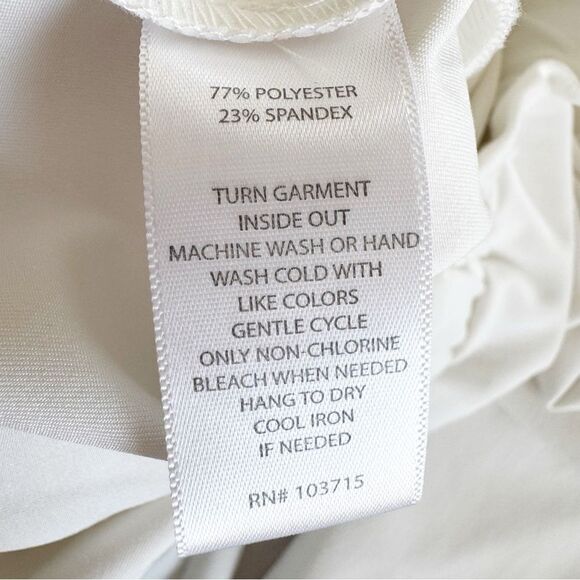 77% POLYESTER
23% SPANDEX
TURN GARMENT
INSIDE OUT
MACHINE WASH OR HAND
WASH COLD WITH
LIKE COLORS
GENTLE CYCLE
ONLY NON-CHLORINE
BLEACH WHEN NEEDED
HANG TO DRY
COOL IRON
IF NEEDED
RN# 103715